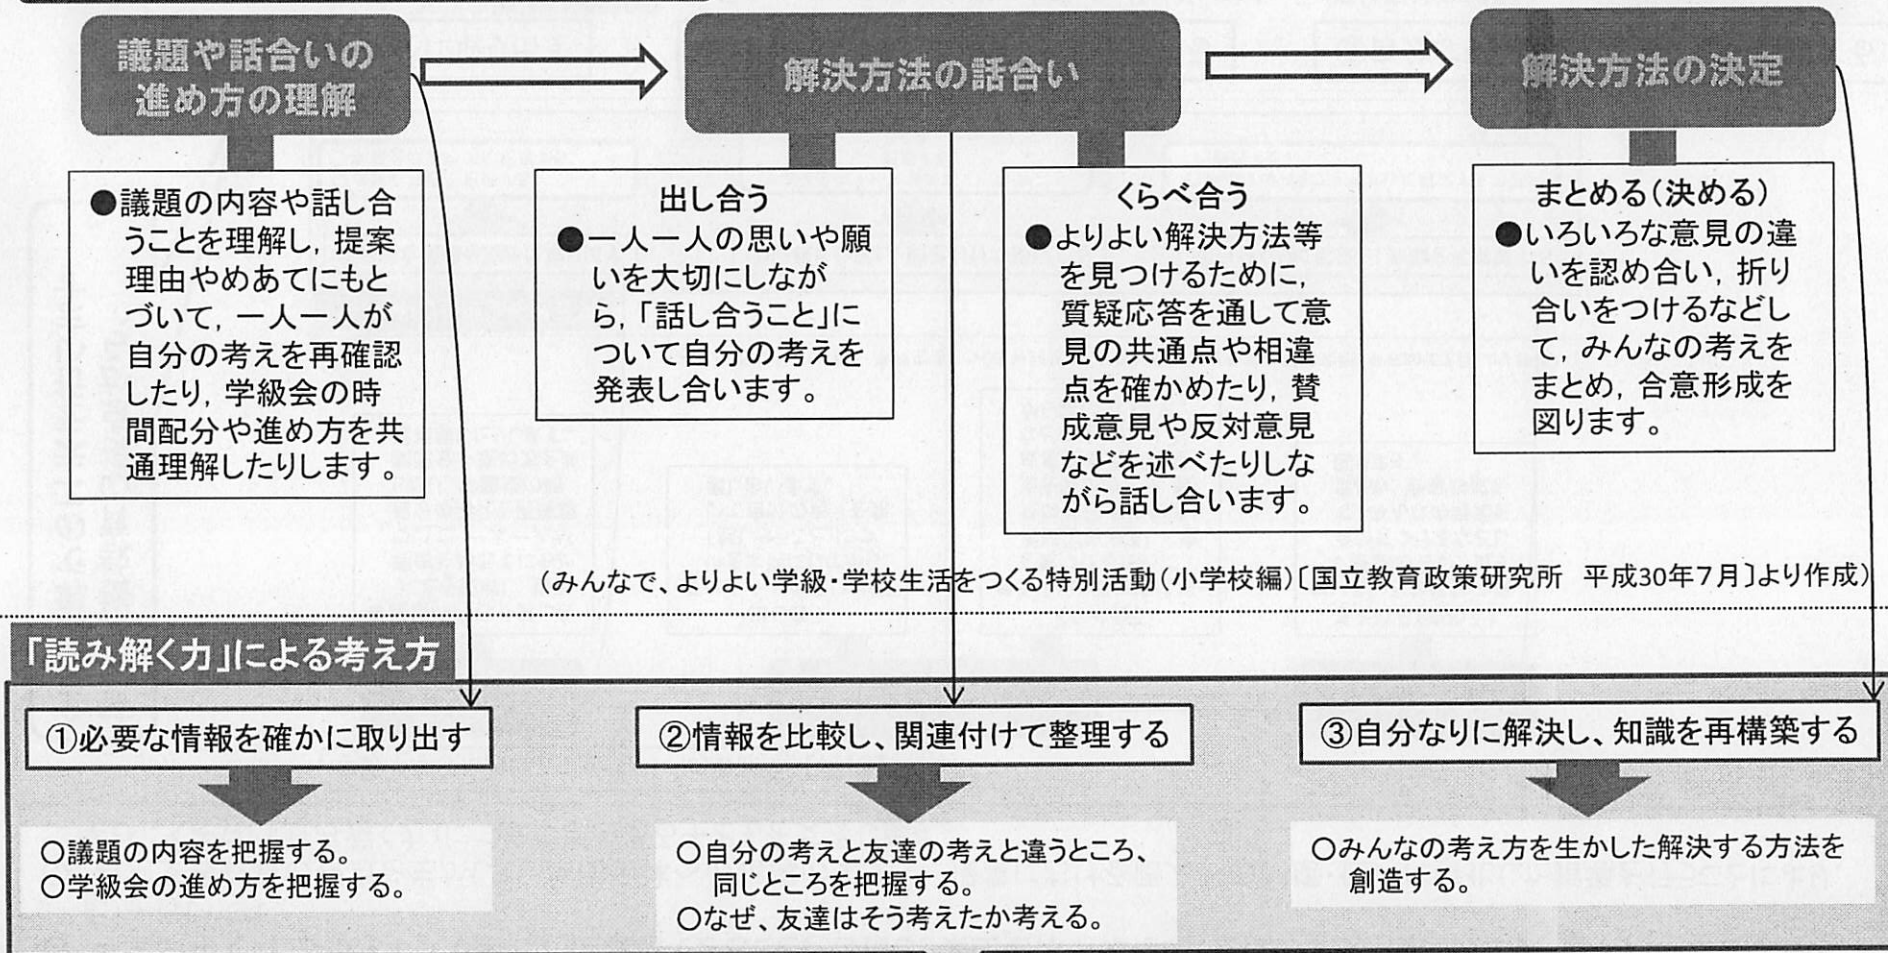 議題や話合いの
進め方の理解
解決方法の話合い
解決方法の決定
●議題の内容や話し合
うことを理解し，提案
理由やめあてにもと
づいて，一人一人が
自分の考えを再確認
したり，学級会の時
間配分や進め方を共
通理解したりします。
出し合う
●一人一人の思いや願
いを大切にしなが
ら，「話し合うこと」に
ついて自分の考えを
発表し合います。
くらべ合う
●よりよい解決方法等
を見つけるために，
質疑応答を通して意
見の共通点や相違
点を確かめたり，賛
成意見や反対意見
などを述べたりしな
がら話し合います。
まとめる（決める）
●いろいろな意見の違
いを認め合い，折り
合いをつけるなどし
て，みんなの考えを
まとめ，合意形成を
図ります。
（みんなで、よりよい学級・学校生活をつくる特別活動（小学校編）〔国立教育政策研究所　平成30年７月〕より作成）
「読み解く力」による考え方
①必要な情報を確かに取り出す
②情報を比較し、関連付けて整理する
③自分なりに解決し、知識を再構築する
○議題の内容を把握する。
○学級会の進め方を把握する。
○自分の考えと友達の考えと違うところ、
同じところを把握する。
○なぜ、友達はそう考えたか考える。
○みんなの考え方を生かした解決する方法を
創造する。